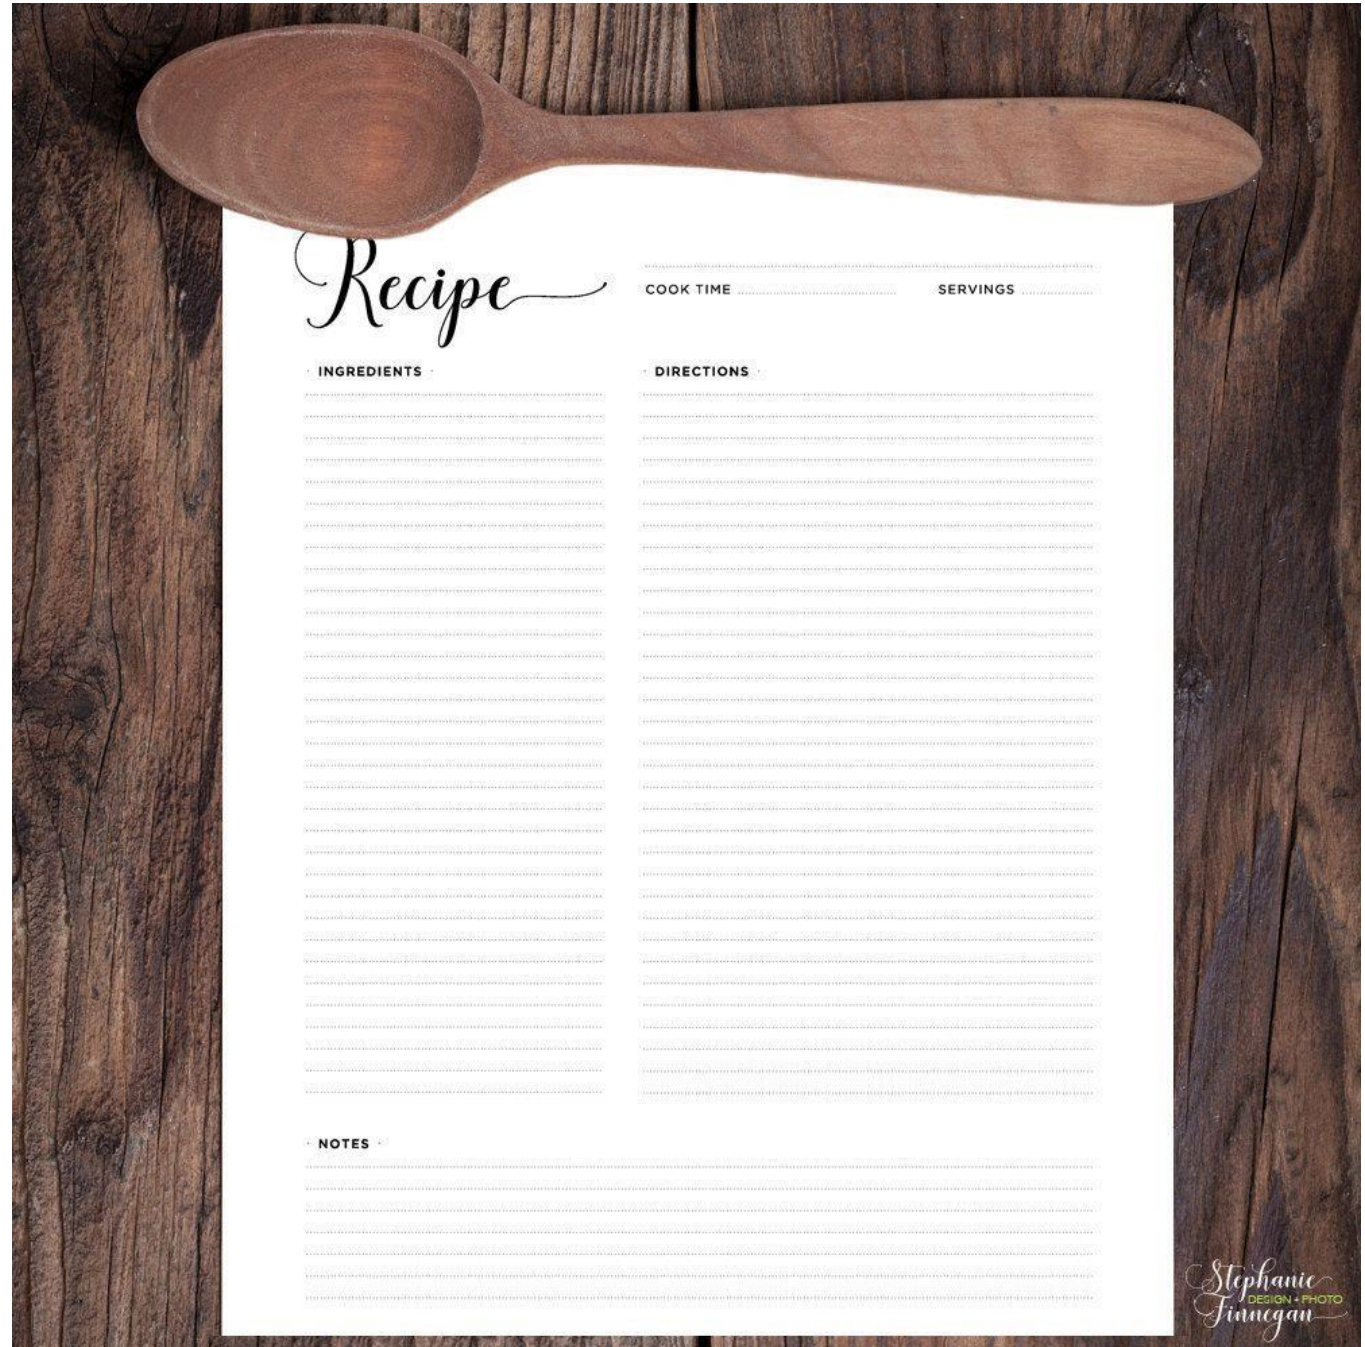 Recipe
COOK TIME SERVINGS
· INGREDIENTS ·
· DIRECTIONS ·
· NOTES ·
Stephanie
DESIGN + PHOTO
Finnegan